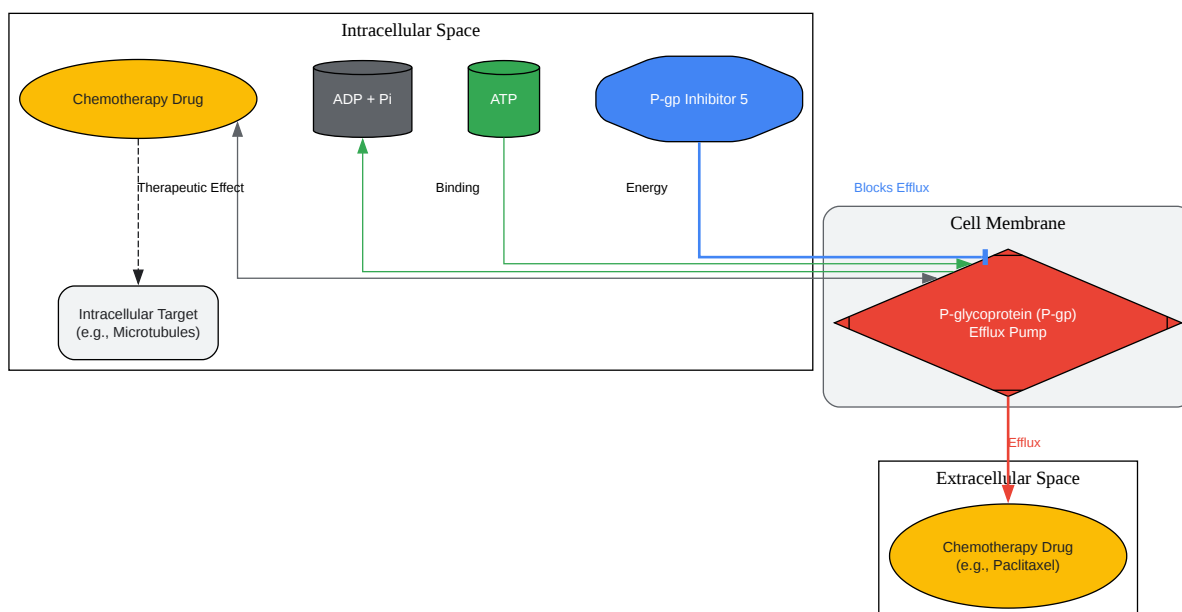 Intracellular Space
Chemotherapy Drug
ADP + Pi
ATP
P-gp Inhibitor 5
Therapeutic Effect
Binding
Energy
Blocks Efflux
Cell Membrane
Intracellular Target
(e.g., Microtubules)
P-glycoprotein (P-gp)
Efflux Pump
Efflux
Extracellular Space
Chemotherapy Drug
(e.g., Paclitaxel)